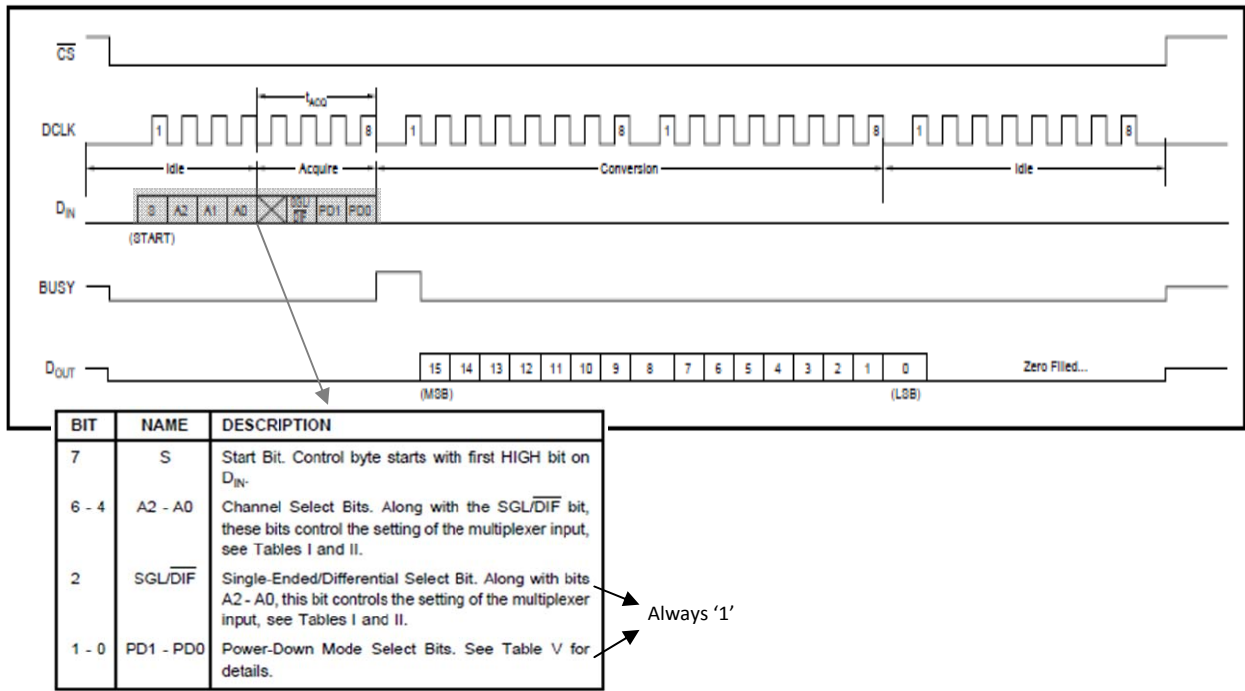 CS
tACQ
DCLK 1 8 1 8 1 8 1 8
Idle Acquire Conversion Idle
DIN S A2 A1 A0 SGL/DIF PD1 PD0
(START)
BUSY
DOUT 15 14 13 12 11 10 9 8 7 6 5 4 3 2 1 0 Zero Filled...
(MSB) (LSB)
BIT NAME DESCRIPTION
7 S Start Bit. Control byte starts with first HIGH bit on
DIN.
6 - 4 A2 - A0 Channel Select Bits. Along with the SGL/DIF bit,
these bits control the setting of the multiplexer input,
see Tables I and II.
2 SGL/DIF Single-Ended/Differential Select Bit. Along with bits
A2 - A0, this bit controls the setting of the multiplexer
input, see Tables I and II.
Always ‘1’
1 - 0 PD1 - PD0 Power-Down Mode Select Bits. See Table V for
details.